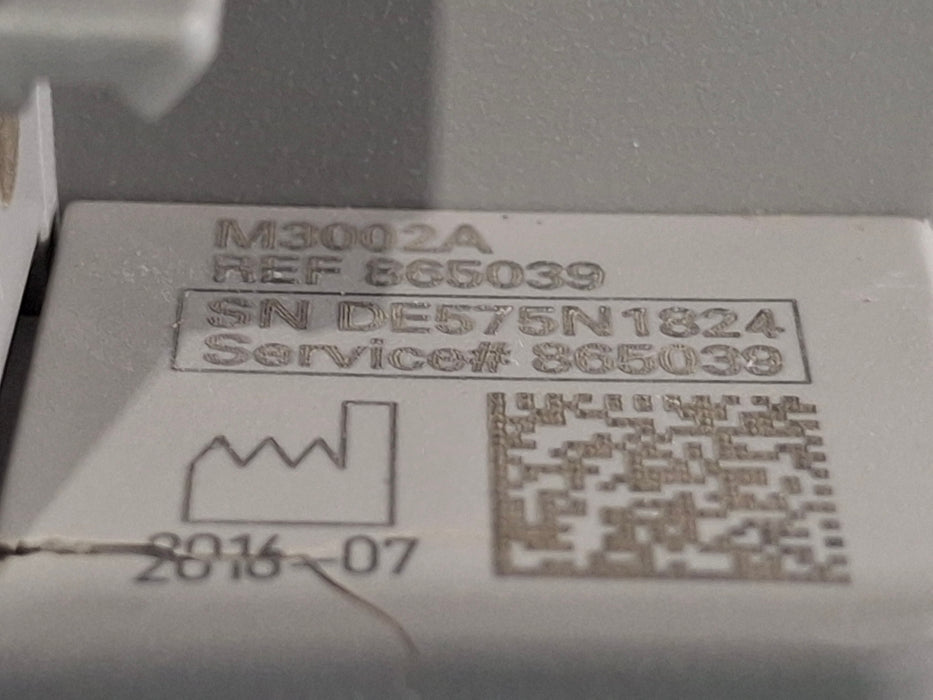 M3002A
REF 865039
SN DE575N1824
Service# 865039
2016-07